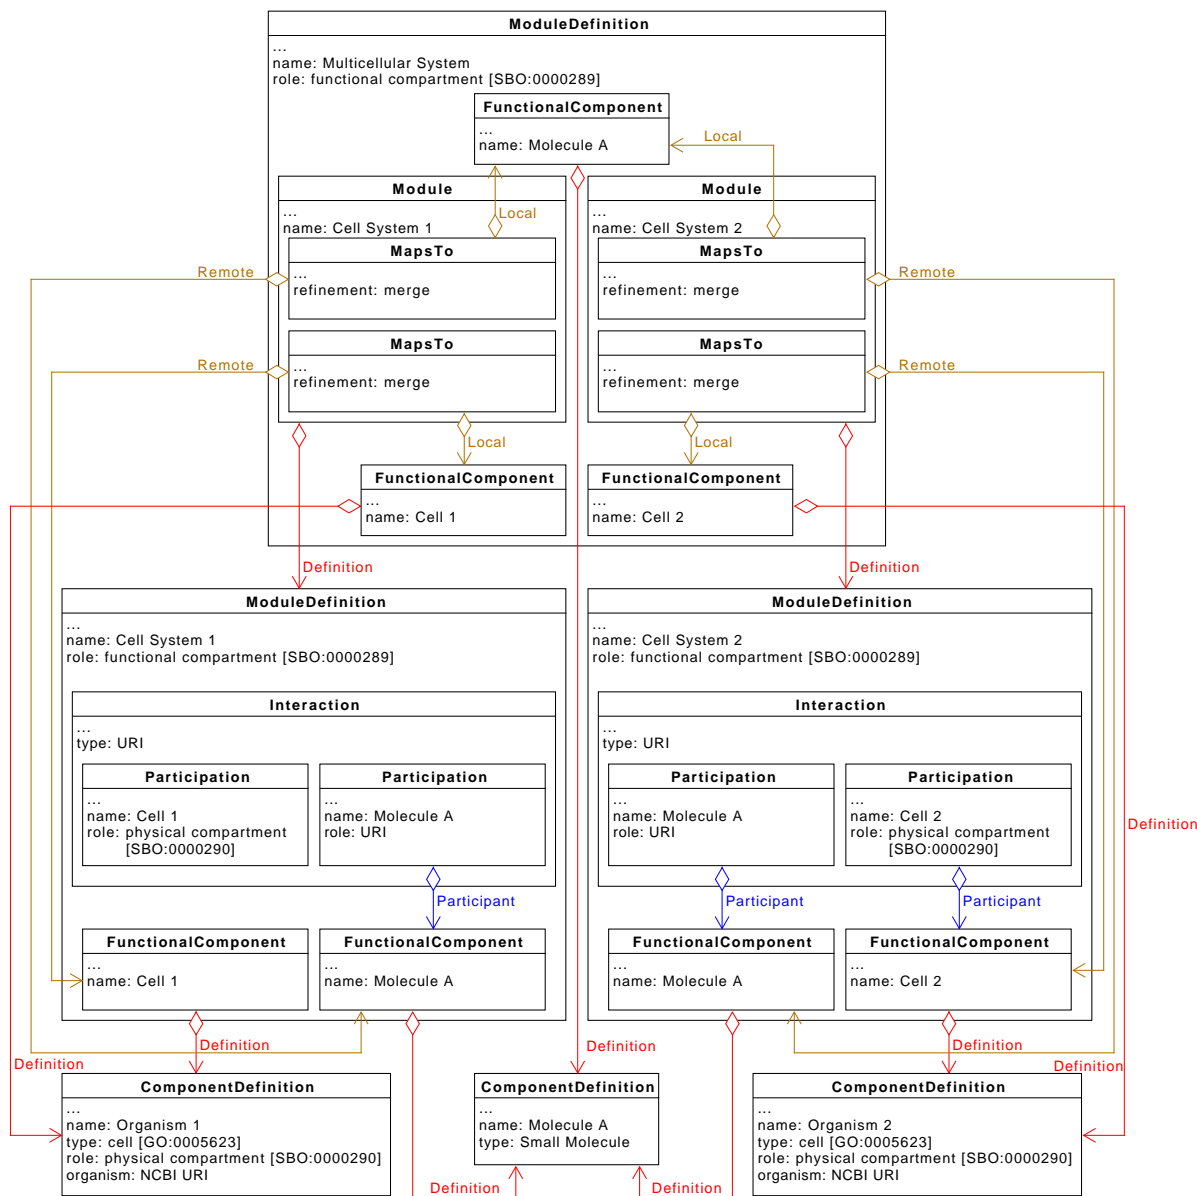 ModuleDefinition
...
name: Multicellular System
role: functional compartment [SBO:0000289]
FunctionalComponent
...
name: Molecule A
Local
Module
...
name: Cell System 1
Local
Module
...
name: Cell System 2
MapsTo
...
refinement: merge
Remote
MapsTo
...
refinement: merge
Remote
MapsTo
...
refinement: merge
Remote
MapsTo
...
refinement: merge
Remote
Local
Local
FunctionalComponent
...
name: Cell 1
FunctionalComponent
...
name: Cell 2
Definition
Definition
ModuleDefinition
...
name: Cell System 1
role: functional compartment [SBO:0000289]
Interaction
...
type: URI
Participation
...
name: Cell 1
role: physical compartment
[SBO:0000290]
Participation
...
name: Molecule A
role: URI
Participant
FunctionalComponent
...
name: Cell 1
FunctionalComponent
...
name: Molecule A
ModuleDefinition
...
name: Cell System 2
role: functional compartment [SBO:0000289]
Interaction
...
type: URI
Participation
...
name: Molecule A
role: URI
Participation
...
name: Cell 2
role: physical compartment
[SBO:0000290]
Participant
Participant
FunctionalComponent
...
name: Molecule A
FunctionalComponent
...
name: Cell 2
Definition
Definition
Definition
Definition
Definition
Definition
ComponentDefinition
...
name: Organism 1
type: cell [GO:0005623]
role: physical compartment [SBO:0000290]
organism: NCBI URI
ComponentDefinition
...
name: Molecule A
type: Small Molecule
ComponentDefinition
...
name: Organism 2
type: cell [GO:0005623]
role: physical compartment [SBO:0000290]
organism: NCBI URI
Definition
Definition